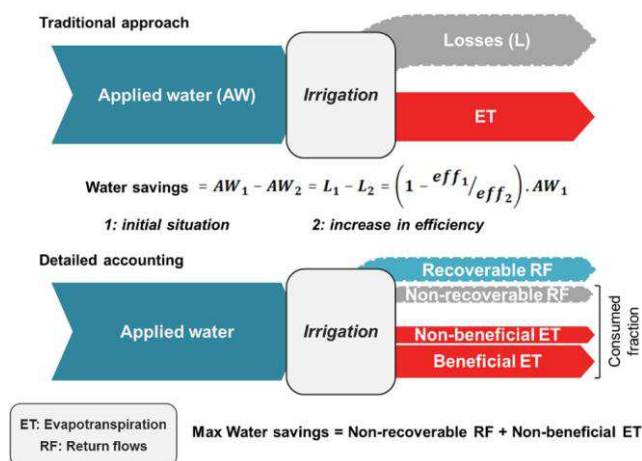 Traditional approach
Losses (L)
Applied water (AW)
Irrigation
ET
Water savings = AW₁ − AW₂ = L₁ − L₂ = (1 − eff₁/eff₂). AW₁
1: initial situation 2: increase in efficiency
Detailed accounting
Recoverable RF
Non-recoverable RF
Applied water
Irrigation
Non-beneficial ET
Beneficial ET
Consumed
fraction
ET: Evapotranspiration
RF: Return flows
Max Water savings = Non-recoverable RF + Non-beneficial ET